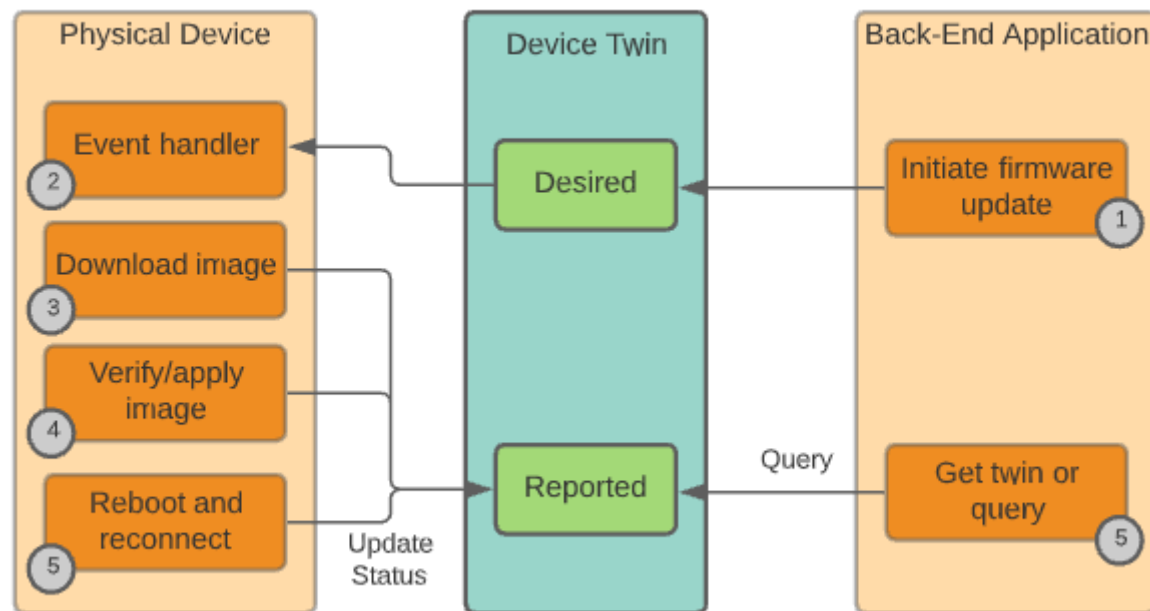 Physical Device
Event handler
2
Download image
3
Verify/apply
image
4
Reboot and
reconnect
5
Update
Status
Device Twin
Desired
Reported
Back-End Application
Initiate firmware
update
1
Query
Get twin or
query
5